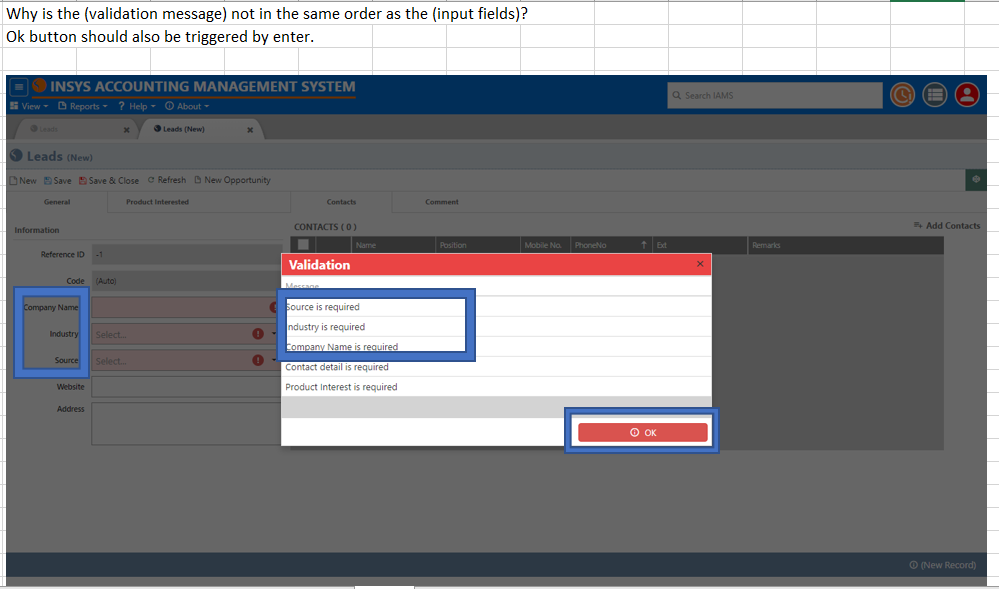 Why is the (validation message) not in the same order as the (input fields)?
Ok button should also be triggered by enter.
INSYS ACCOUNTING MANAGEMENT SYSTEM
Search IAMS
View Reports ? Help About
Leads × Leads (New) ×
Leads (New)
New Save Save & Close Refresh New Opportunity
General Product Interested Contacts Comment
Information
CONTACTS ( 0 )
Add Contacts
Name Position Mobile No. PhoneNo Ext Remarks
Reference ID -1
Code (Auto)
Company Name
Industry Select...
Source Select...
Website
Address
Validation ×
Message
Source is required
Industry is required
Company Name is required
Contact detail is required
Product Interest is required
OK
(New Record)